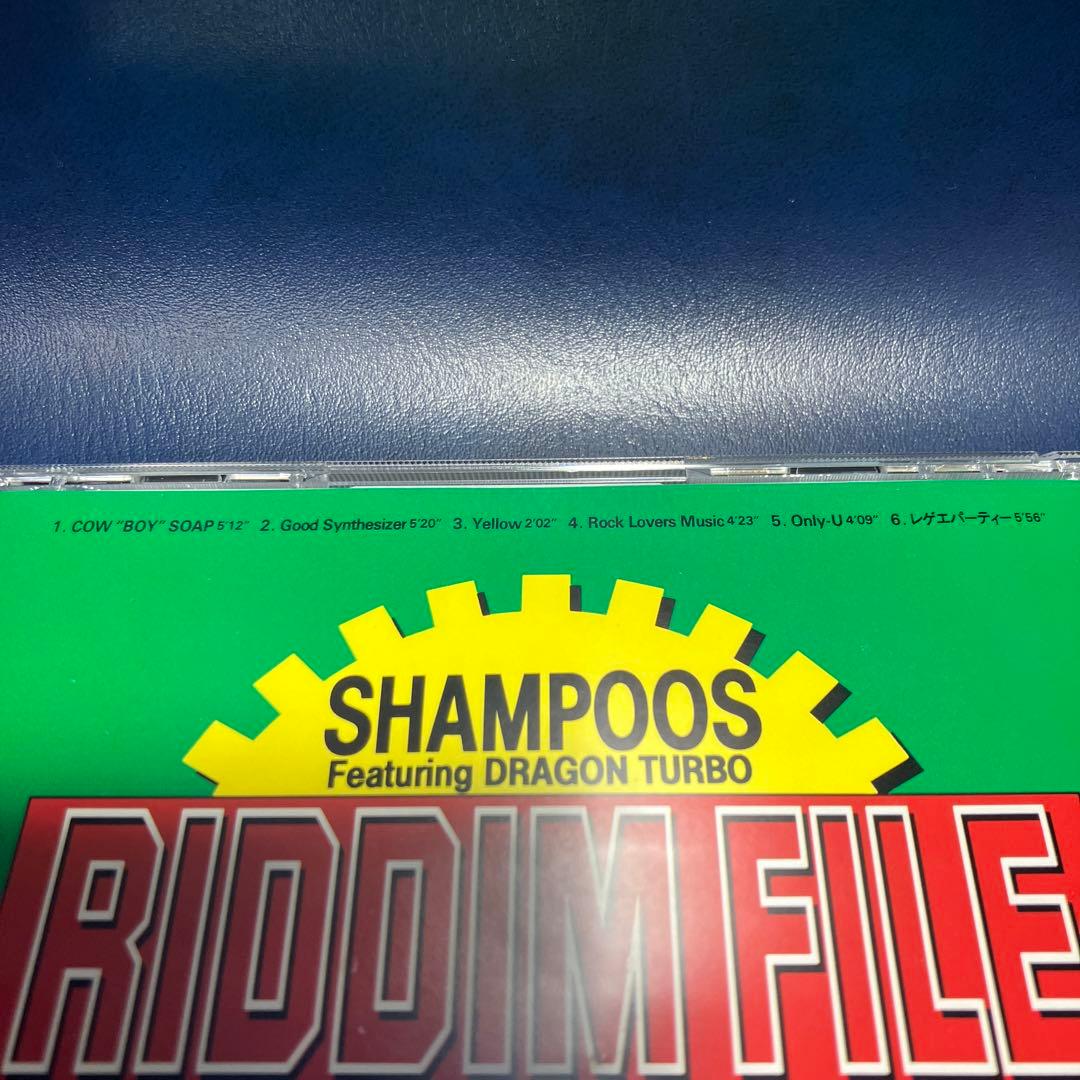 1. COW "BOY" SOAP 5'12" 2. Good Synthesizer 5'20" 3. Yellow 2'02" 4. Rock Lovers Music 4'23" 5. Only-U 4'09" 6. レゲエパーティー 5'56"
SHAMPOOS
Featuring DRAGON TURBO
RIDDIM FILE